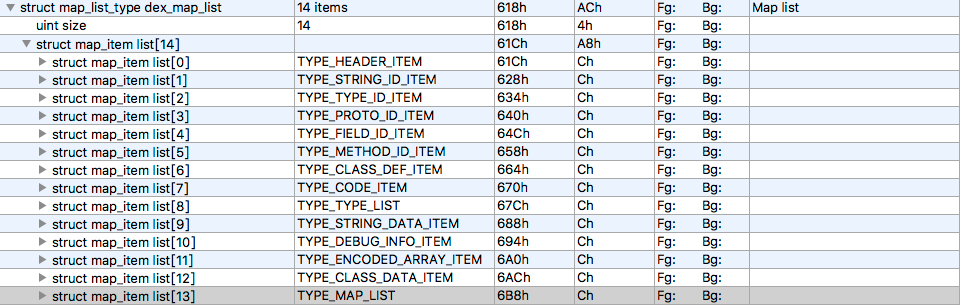 struct map_list_type dex_map_list 14 items 618h ACh Fg: Bg: Map list
uint size 14 618h 4h Fg: Bg:
struct map_item list[14] 61Ch A8h Fg: Bg:
struct map_item list[0] TYPE_HEADER_ITEM 61Ch Ch Fg: Bg:
struct map_item list[1] TYPE_STRING_ID_ITEM 628h Ch Fg: Bg:
struct map_item list[2] TYPE_TYPE_ID_ITEM 634h Ch Fg: Bg:
struct map_item list[3] TYPE_PROTO_ID_ITEM 640h Ch Fg: Bg:
struct map_item list[4] TYPE_FIELD_ID_ITEM 64Ch Ch Fg: Bg:
struct map_item list[5] TYPE_METHOD_ID_ITEM 658h Ch Fg: Bg:
struct map_item list[6] TYPE_CLASS_DEF_ITEM 664h Ch Fg: Bg:
struct map_item list[7] TYPE_CODE_ITEM 670h Ch Fg: Bg:
struct map_item list[8] TYPE_TYPE_LIST 67Ch Ch Fg: Bg:
struct map_item list[9] TYPE_STRING_DATA_ITEM 688h Ch Fg: Bg:
struct map_item list[10] TYPE_DEBUG_INFO_ITEM 694h Ch Fg: Bg:
struct map_item list[11] TYPE_ENCODED_ARRAY_ITEM 6A0h Ch Fg: Bg:
struct map_item list[12] TYPE_CLASS_DATA_ITEM 6ACh Ch Fg: Bg:
struct map_item list[13] TYPE_MAP_LIST 6B8h Ch Fg: Bg: